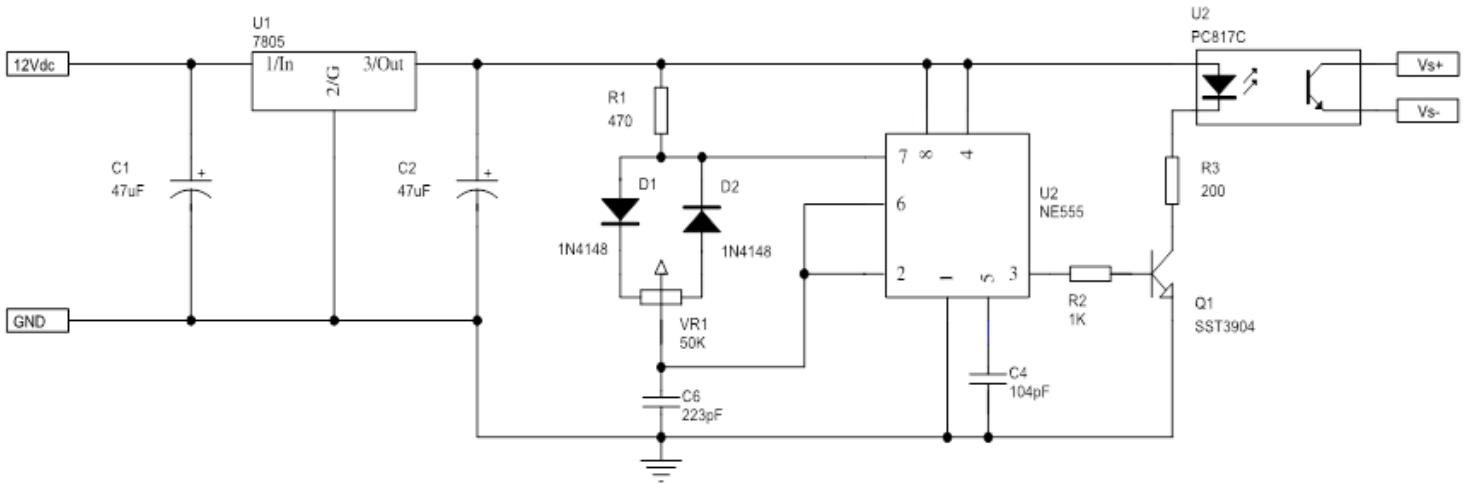 U1
7805
12Vdc
1/In
2/G
3/Out
C1
47uF
C2
47uF
GND
R1
470
D1
1N4148
D2
1N4148
VR1
50K
C6
223pF
7
8
4
6
2
1
5
3
U2
NE555
C4
104pF
R2
1K
Q1
SST3904
R3
200
U2
PC817C
Vs+
Vs-